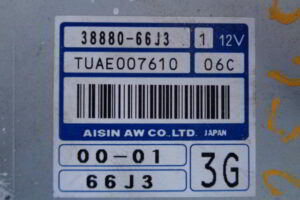 38880-66J3 1 12V
TUAE007610 06C
AISIN AW CO.,LTD. JAPAN
00-01 3G
66J3